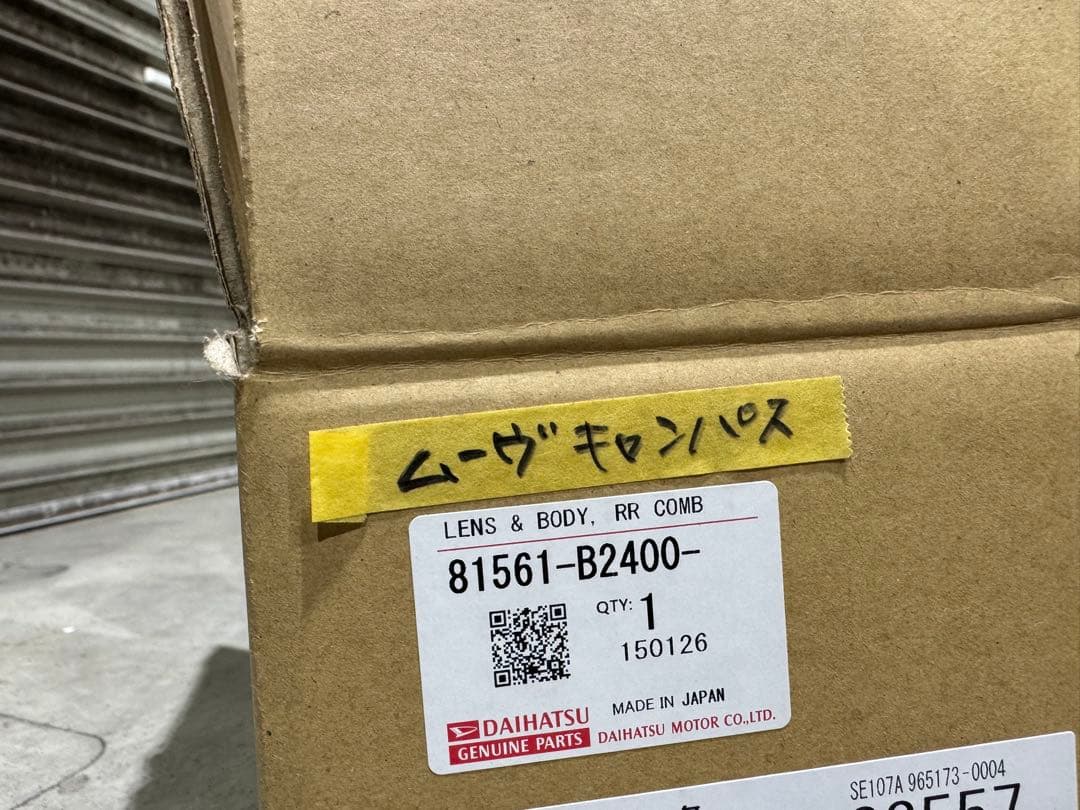 ムーヴキャンパス
LENS & BODY, RR COMB
81561-B2400-
QTY: 1
150126
MADE IN JAPAN
DAIHATSU
GENUINE PARTS
DAIHATSU MOTOR CO.,LTD.
SE107A 965173-0004